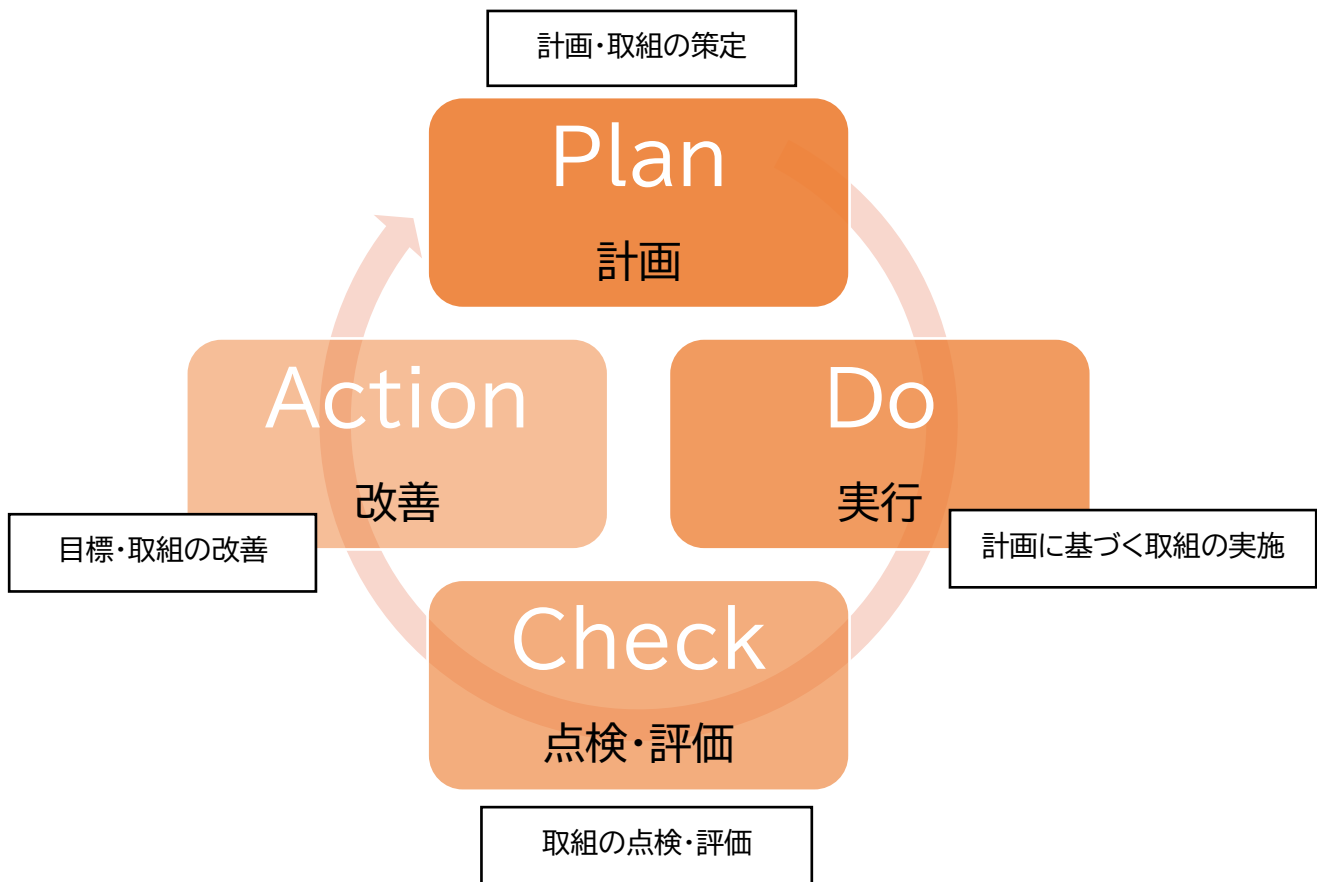 計画・取組の策定
Plan
計画
Action
改善
Do
実行
目標・取組の改善
計画に基づく取組の実施
Check
点検・評価
取組の点検・評価